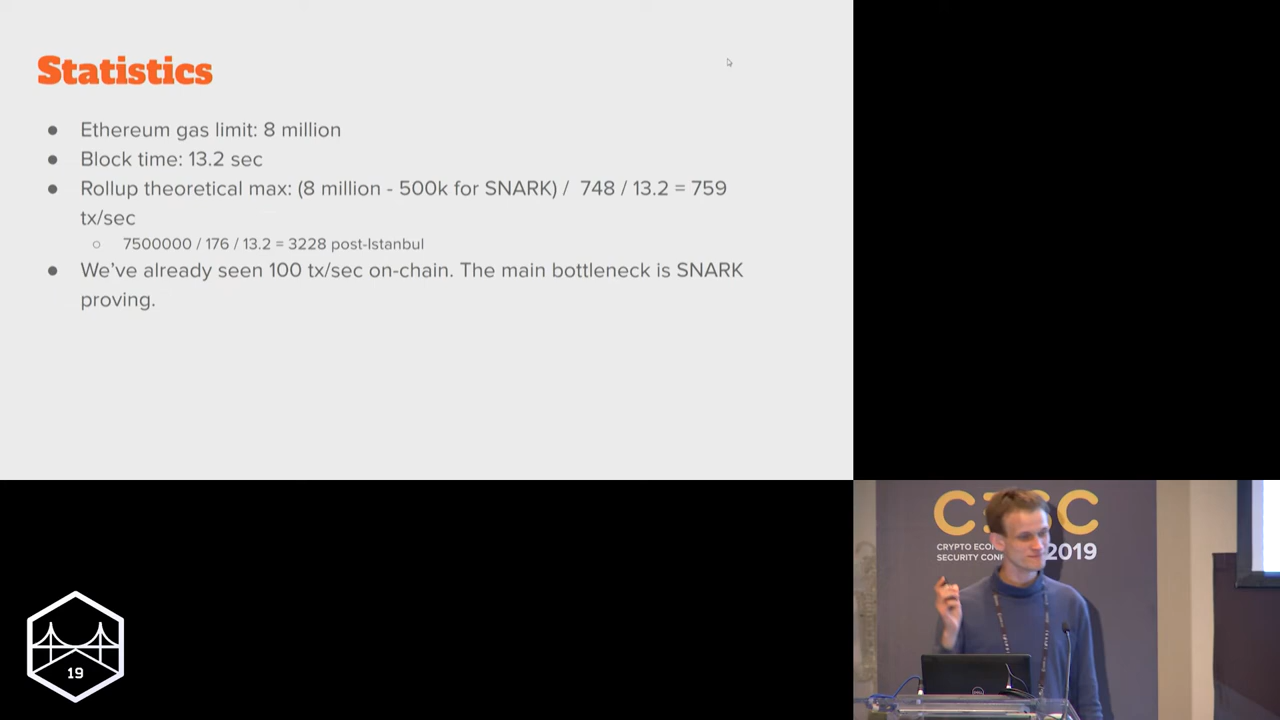 Statistics
● Ethereum gas limit: 8 million
● Block time: 13.2 sec
● Rollup theoretical max: (8 million - 500k for SNARK) / 748 / 13.2 = 759
tx/sec
○ 7500000 / 176 / 13.2 = 3228 post-Istanbul
● We've already seen 100 tx/sec on-chain. The main bottleneck is SNARK
proving.
CRYPTO
SECURITY
2019
19